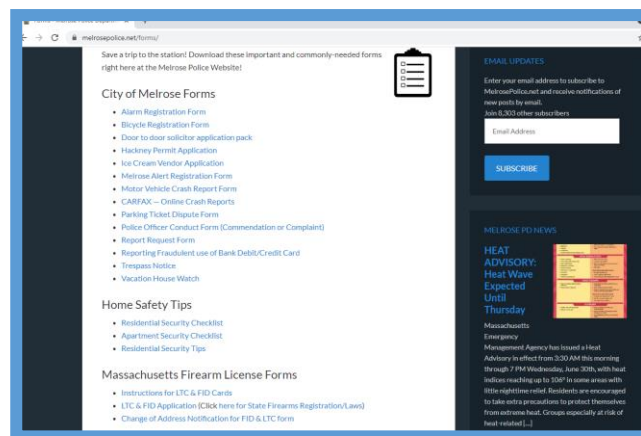 melrosepolice.net/forms/
Save a trip to the station! Download these important and commonly-needed forms
right here at the Melrose Police Website!
City of Melrose Forms
Alarm Registration Form
Bicycle Registration Form
Door to door solicitor application pack
Hackney Permit Application
Ice Cream Vendor Application
Melrose Alert Registration Form
Motor Vehicle Crash Report Form
CARFAX — Online Crash Reports
Parking Ticket Dispute Form
Police Officer Conduct Form (Commendation or Complaint)
Report Request Form
Reporting Fraudulent use of Bank Debit/Credit Card
Trespass Notice
Vacation House Watch
Home Safety Tips
Residential Security Checklist
Apartment Security Checklist
Residential Security Tips
Massachusetts Firearm License Forms
Instructions for LTC & FID Cards
LTC & FID Application (Click here for State Firearms Registration/Laws)
Change of Address Notification for FID & LTC form
EMAIL UPDATES
Enter your email address to subscribe to
MelrosePolice.net and receive notifications of
new posts by email.
Join 8,303 other subscribers
Email Address
SUBSCRIBE
MELROSE PD NEWS
HEAT
ADVISORY:
Heat Wave
Expected
Until
Thursday
Massachusetts
Emergency
Management Agency has issued a Heat
Advisory in effect from 3:30 AM this morning
through 7 PM Wednesday, June 30th, with heat
indices reaching up to 106° in some areas with
little nighttime relief. Residents are encouraged
to take extra precautions to protect themselves
from extreme heat. Groups especially at risk of
heat-related [...]